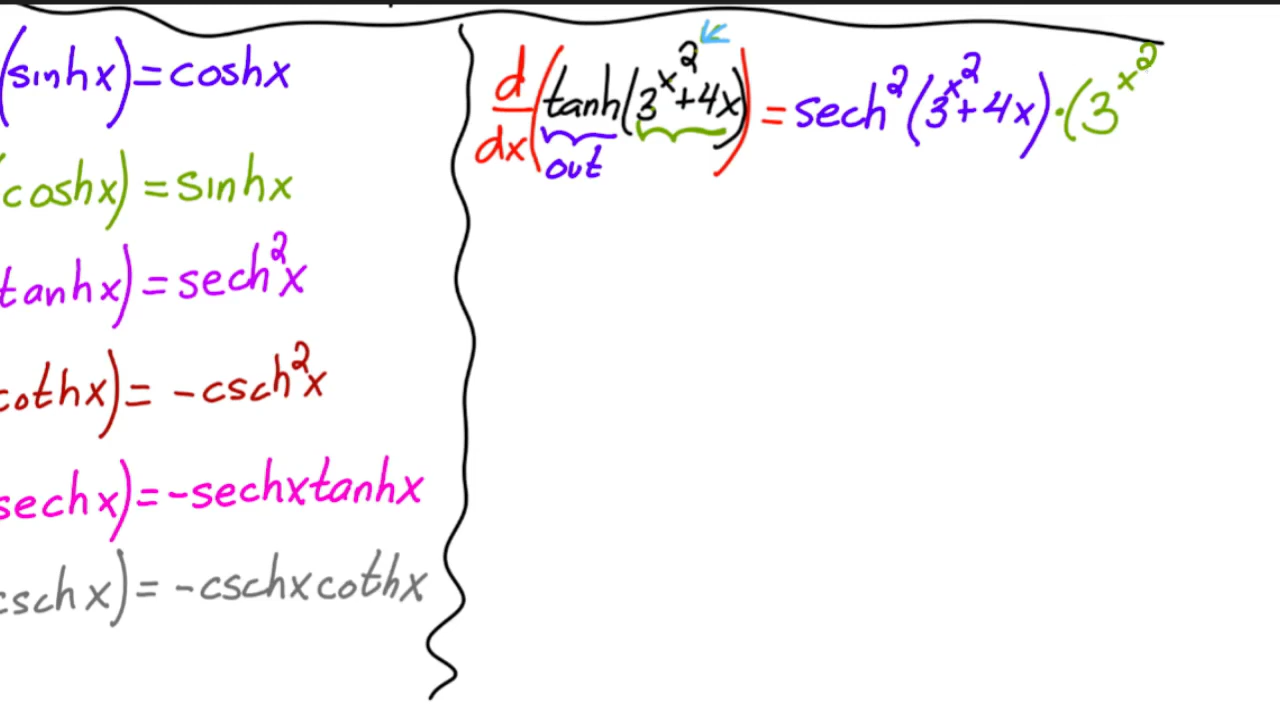 (sinhx)=coshx
(coshx)=sinhx
tanhx)=sech²x
cothx)= -csch²x
sechx)=-sechxtanhx
cschx)= -cschxcothx
d/dx(tanh(3^x²+4x))=sech²(3^x²+4x)·(3^x²
out